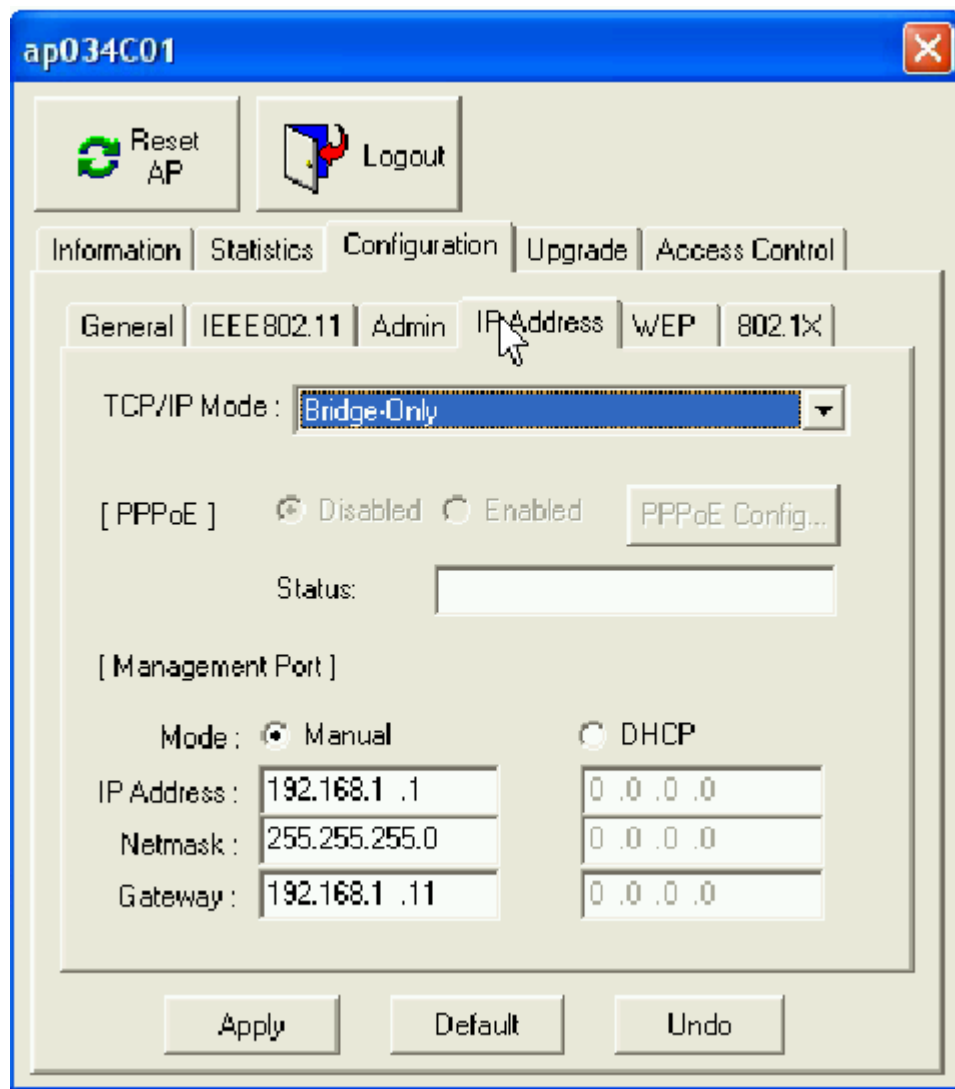 ap034C01
Reset
AP
Logout
Information Statistics Configuration Upgrade Access Control
General IEEE802.11 Admin IP Address WEP 802.1X
TCP/IP Mode : Bridge-Only
[ PPPoE ] Disabled Enabled PPPoE Config...
Status:
[ Management Port ]
Mode : Manual DHCP
IP Address : 192.168.1 .1 0 .0 .0 .0
Netmask : 255.255.255.0 0 .0 .0 .0
Gateway : 192.168.1 .11 0 .0 .0 .0
Apply Default Undo